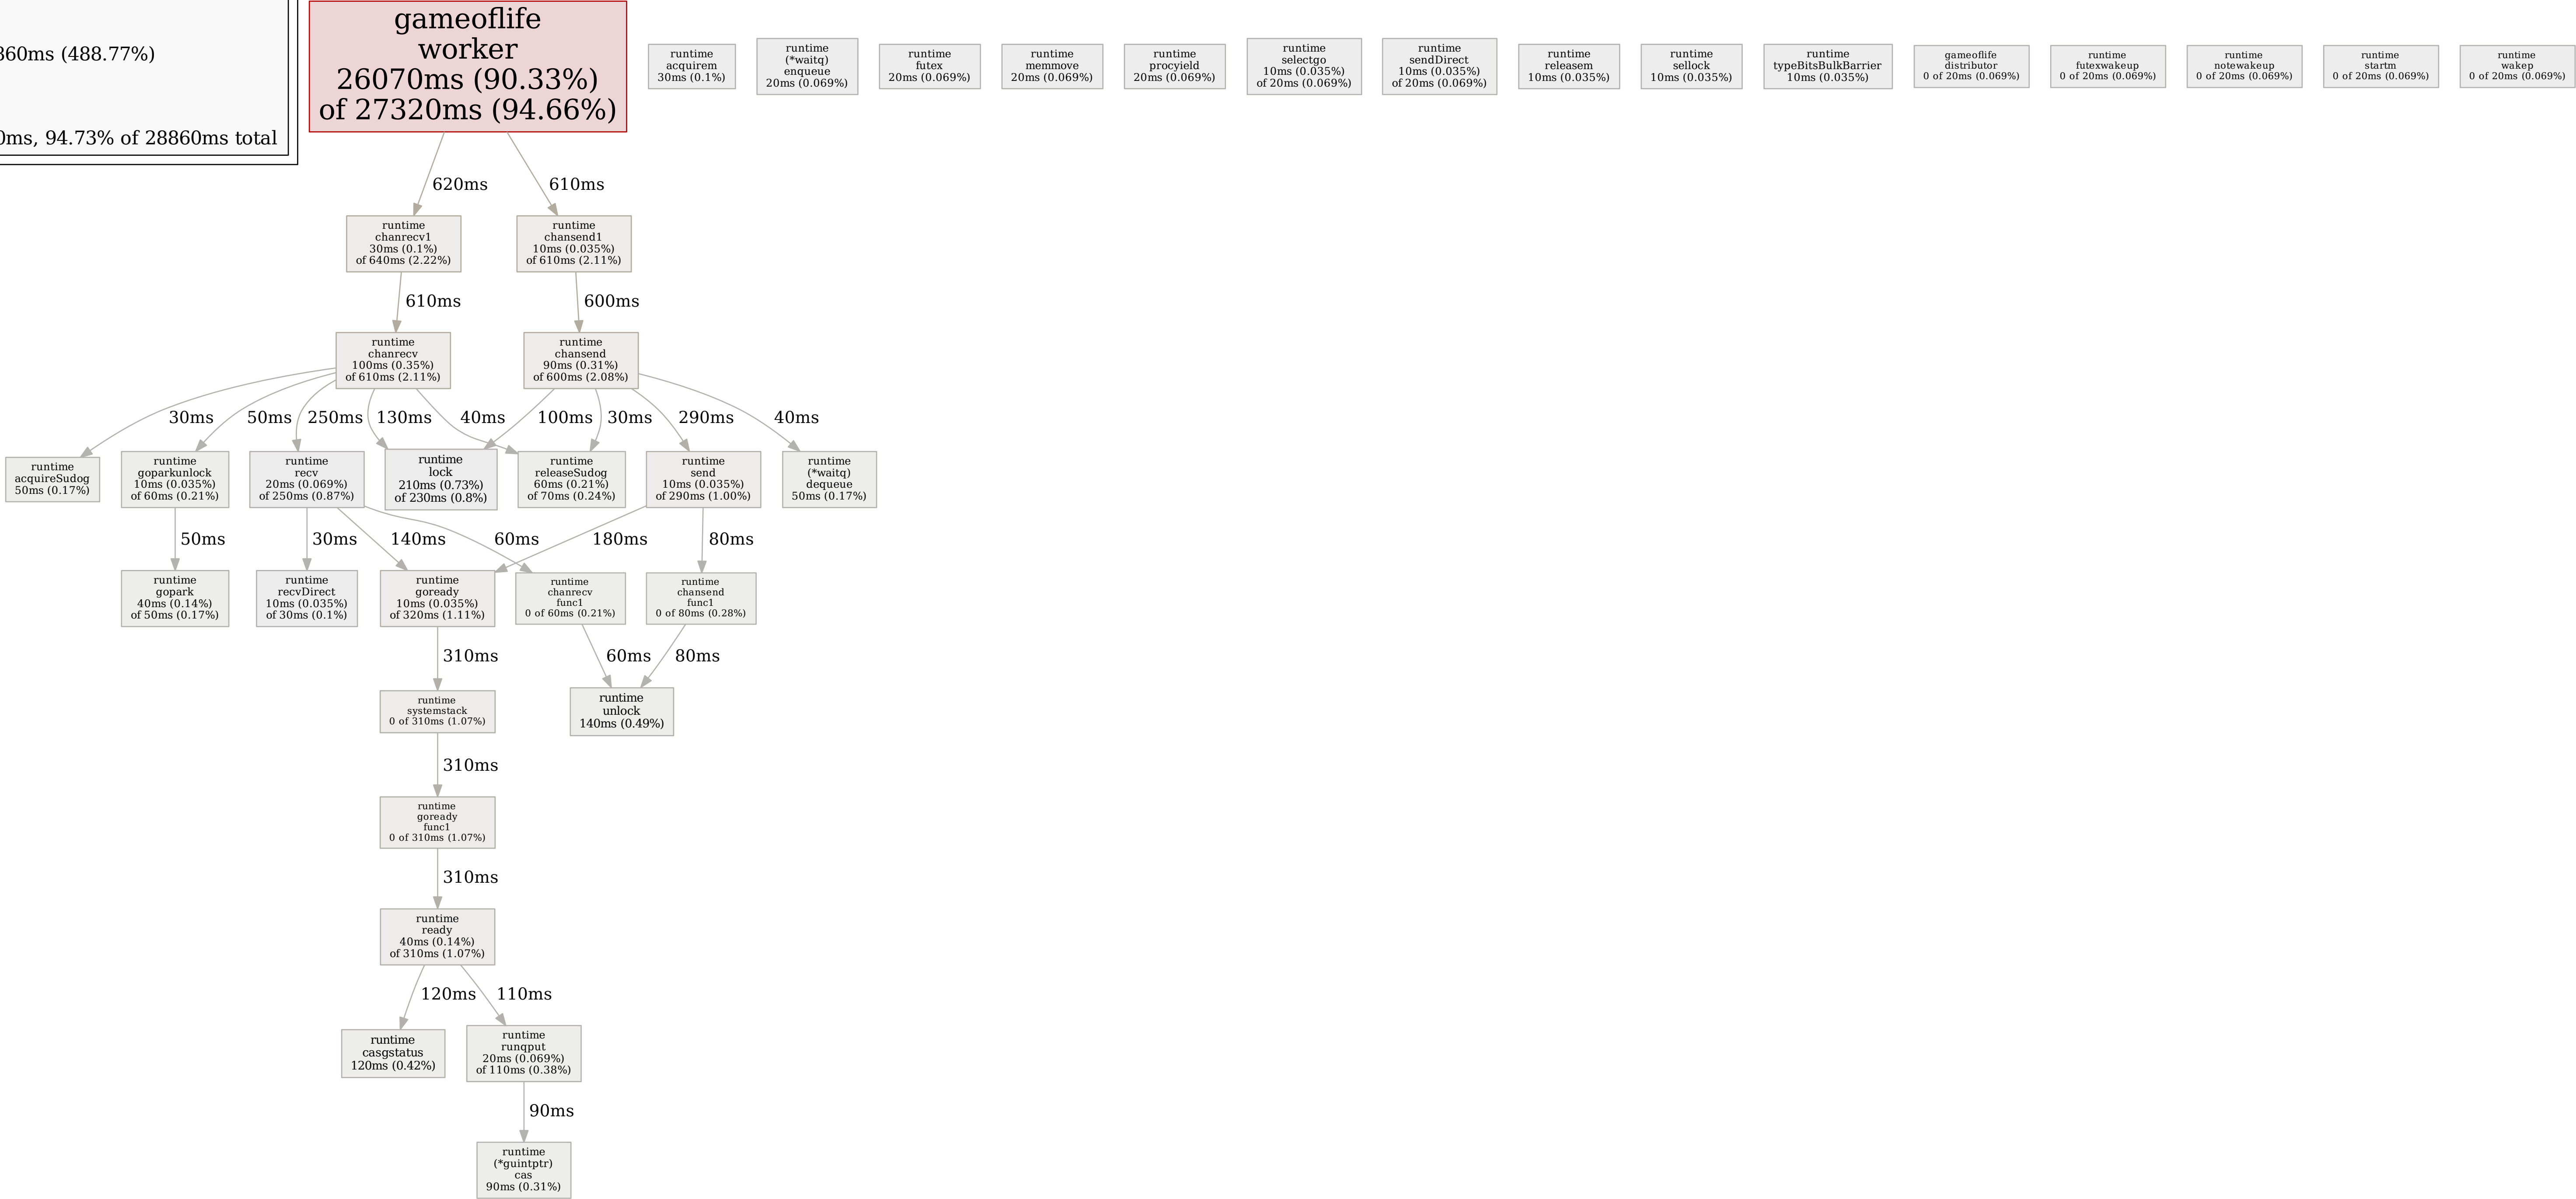 860ms (488.77%)
0ms, 94.73% of 28860ms total
gameoflife
worker
26070ms (90.33%)
of 27320ms (94.66%)
runtime
acquirem
30ms (0.1%)
runtime
(*waitq)
enqueue
20ms (0.069%)
runtime
futex
20ms (0.069%)
runtime
memmove
20ms (0.069%)
runtime
procyield
20ms (0.069%)
runtime
selectgo
10ms (0.035%)
of 20ms (0.069%)
runtime
sendDirect
10ms (0.035%)
of 20ms (0.069%)
runtime
releasem
10ms (0.035%)
runtime
sellock
10ms (0.035%)
runtime
typeBitsBulkBarrier
10ms (0.035%)
gameoflife
distributor
0 of 20ms (0.069%)
runtime
futexwakeup
0 of 20ms (0.069%)
runtime
notewakeup
0 of 20ms (0.069%)
runtime
startm
0 of 20ms (0.069%)
runtime
wakep
0 of 20ms (0.069%)
620ms
610ms
runtime
chanrecv1
30ms (0.1%)
of 640ms (2.22%)
runtime
chansend1
10ms (0.035%)
of 610ms (2.11%)
610ms
600ms
runtime
chanrecv
100ms (0.35%)
of 610ms (2.11%)
runtime
chansend
90ms (0.31%)
of 600ms (2.08%)
30ms
50ms
250ms
130ms
40ms
100ms
30ms
290ms
40ms
runtime
acquireSudog
50ms (0.17%)
runtime
goparkunlock
10ms (0.035%)
of 60ms (0.21%)
runtime
recv
20ms (0.069%)
of 250ms (0.87%)
runtime
lock
210ms (0.73%)
of 230ms (0.8%)
runtime
releaseSudog
60ms (0.21%)
of 70ms (0.24%)
runtime
send
10ms (0.035%)
of 290ms (1.00%)
runtime
(*waitq)
dequeue
50ms (0.17%)
50ms
30ms
140ms
60ms
180ms
80ms
runtime
gopark
40ms (0.14%)
of 50ms (0.17%)
runtime
recvDirect
10ms (0.035%)
of 30ms (0.1%)
runtime
goready
10ms (0.035%)
of 320ms (1.11%)
runtime
chanrecv
func1
0 of 60ms (0.21%)
runtime
chansend
func1
0 of 80ms (0.28%)
310ms
60ms
80ms
runtime
systemstack
0 of 310ms (1.07%)
runtime
unlock
140ms (0.49%)
310ms
runtime
goready
func1
0 of 310ms (1.07%)
310ms
runtime
ready
40ms (0.14%)
of 310ms (1.07%)
120ms
110ms
runtime
casgstatus
120ms (0.42%)
runtime
runqput
20ms (0.069%)
of 110ms (0.38%)
90ms
runtime
(*guintptr)
cas
90ms (0.31%)